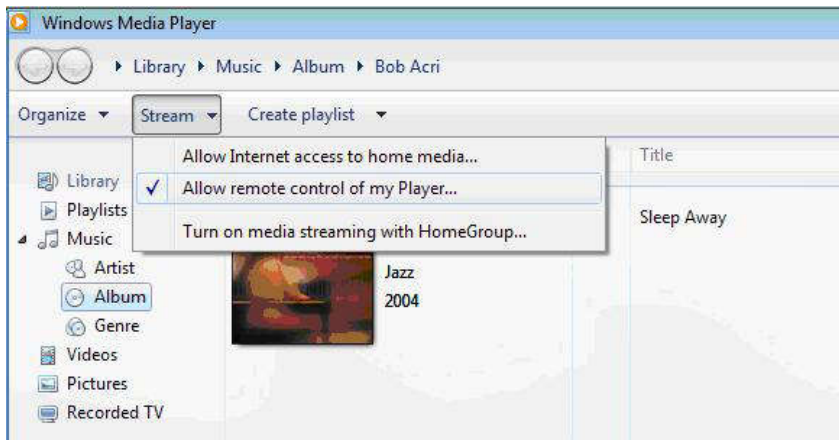 Windows Media Player
Library Music Album Bob Acri
Organize Stream Create playlist
Allow Internet access to home media...
Allow remote control of my Player...
Turn on media streaming with HomeGroup...
Library
Playlists
Music
Artist
Album
Genre
Videos
Pictures
Recorded TV
Jazz
2004
Title
Sleep Away